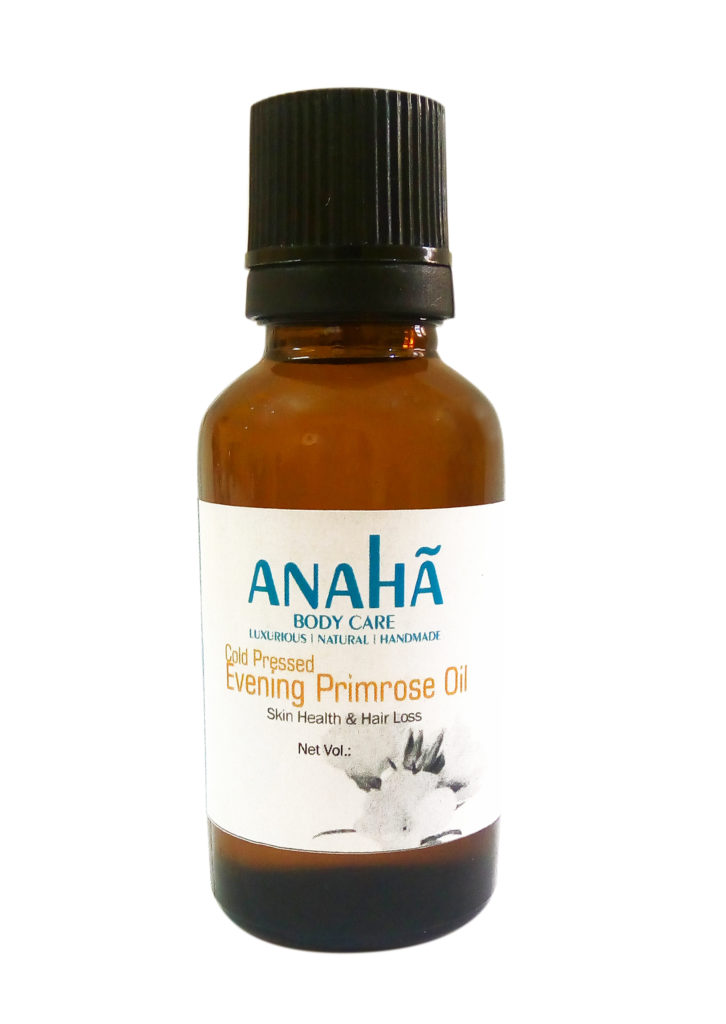 ANAHÃ
BODY CARE
LUXURIOUS | NATURAL | HANDMADE
Cold Pressed
Evening Primrose Oil
Skin Health & Hair Loss
Net Vol.: